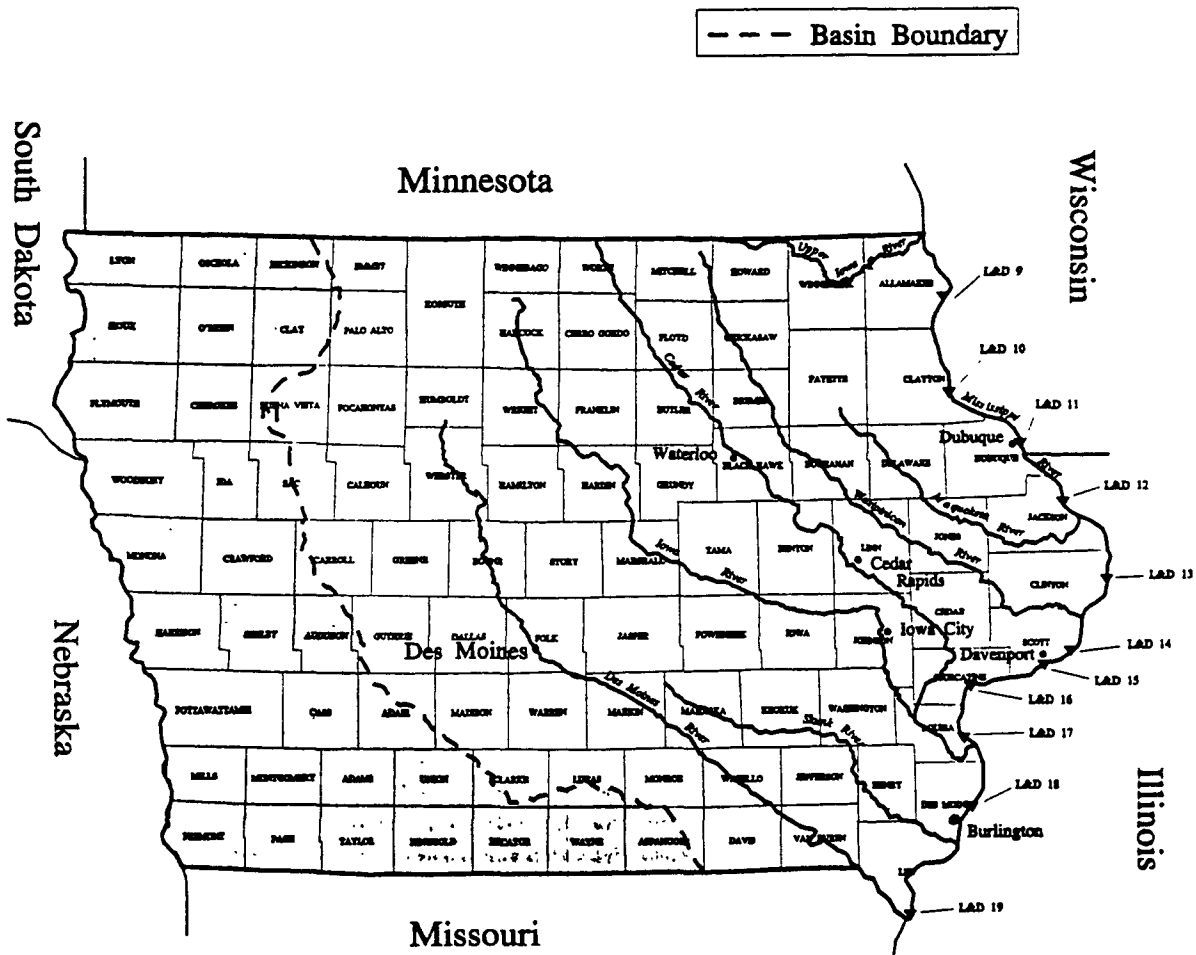 Basin Boundary
South Dakota
Minnesota
Wisconsin
LYON
OSCEOLA
DICKINSON
EMMET
WINNEBAGO
WORTH
MITCHELL
HOWARD
Upper
Iowa
River
ALLAMAKEE
L&D 9
KOSSUTH
SIOUX
O'BRIEN
CLAY
PALO ALTO
HANCOCK
CERRO GORDO
FLOYD
CHICKASAW
L&D 10
Cedar
River
FAYETTE
CLAYTON
PLYMOUTH
CHEROKEE
BUENA VISTA
POCAHONTAS
HUMBOLDT
WRIGHT
FRANKLIN
BUTLER
BREMER
Mississippi
River
L&D 11
Dubuque
DUBUQUE
Waterloo
BLACK HAWK
BUCHANAN
DELAWARE
WOODBURY
IDA
SAC
CALHOUN
WEBSTER
HAMILTON
HARDIN
GRUNDY
L&D 12
Wapsipinicon
River
Maquoketa
River
JACKSON
JONES
MONONA
CRAWFORD
CARROLL
GREENE
BOONE
STORY
MARSHALL
Iowa
River
TAMA
BENTON
LINN
Cedar
Rapids
CLINTON
L&D 13
CEDAR
HARRISON
SHELBY
AUDUBON
GUTHRIE
DALLAS
POLK
JASPER
POWESHIEK
IOWA
JOHNSON
Iowa City
SCOTT
Davenport
L&D 14
Des Moines
L&D 15
MUSCATINE
L&D 16
Nebraska
POTTAWATTAMIE
CASS
ADAIR
MADISON
WARREN
MARION
Des Moines
River
MAHASKA
KEOKUK
WASHINGTON
Skunk
River
LOUISA
L&D 17
MILLS
MONTGOMERY
ADAMS
UNION
CLARKE
LUCAS
MONROE
WAPELLO
JEFFERSON
HENRY
DES MOINES
L&D 18
Burlington
Illinois
FREMONT
PAGE
TAYLOR
RINGGOLD
DECATUR
WAYNE
APPANOOSE
DAVIS
VAN BUREN
L&D 19
Missouri